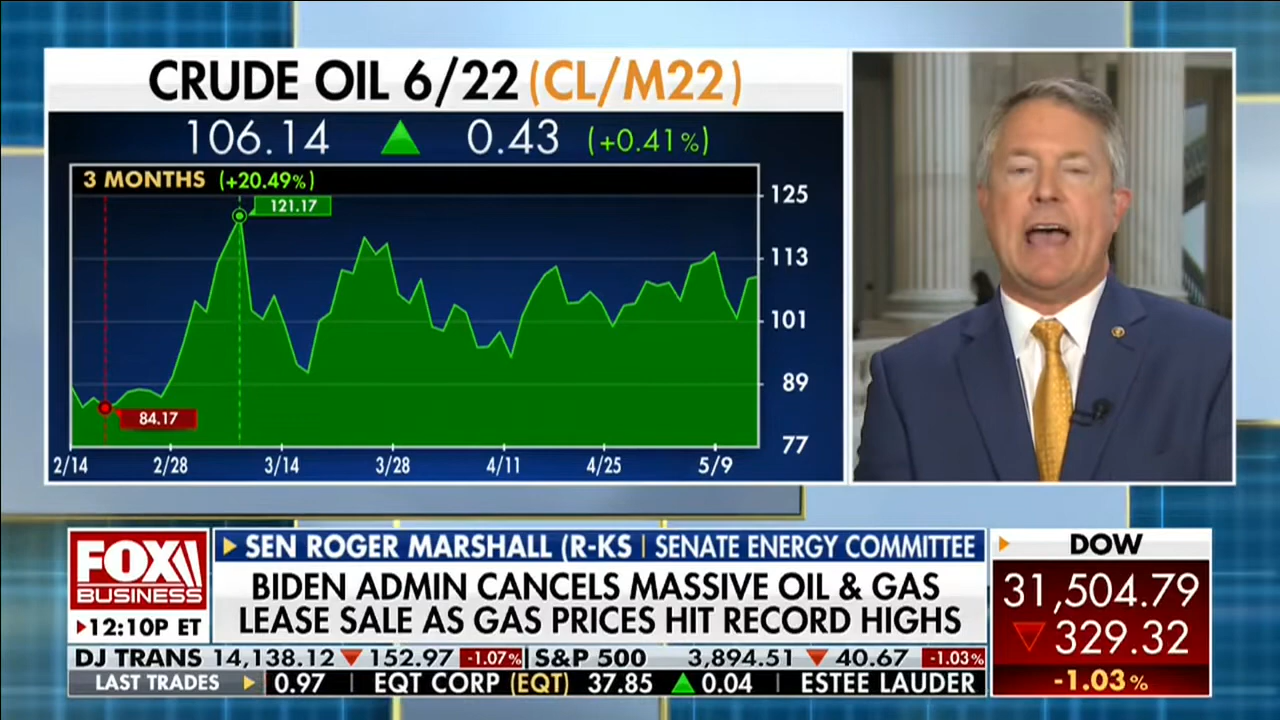 CRUDE OIL 6/22 (CL/M22)
106.14 ▲ 0.43 (+0.41%)
3 MONTHS (+20.49%)
121.17
84.17
125
113
101
89
77
2/14 2/28 3/14 3/28 4/11 4/25 5/9
FOX BUSINESS
12:10P ET
SEN ROGER MARSHALL (R-KS | SENATE ENERGY COMMITTEE
BIDEN ADMIN CANCELS MASSIVE OIL & GAS
LEASE SALE AS GAS PRICES HIT RECORD HIGHS
DOW
31,504.79
▼ 329.32
-1.03%
DJ TRANS 14,138.12 ▼ 152.97 -1.07% S&P 500 3,894.51 ▼ 40.67 -1.03%
LAST TRADES 0.97 | EQT CORP (EQT) 37.85 ▲ 0.04 | ESTEE LAUDER